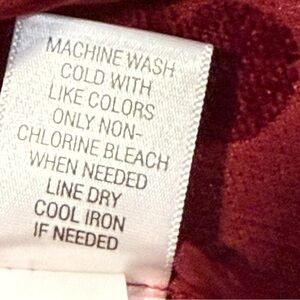 MACHINE WASH
COLD WITH
LIKE COLORS
ONLY NON-
CHLORINE BLEACH
WHEN NEEDED
LINE DRY
COOL IRON
IF NEEDED